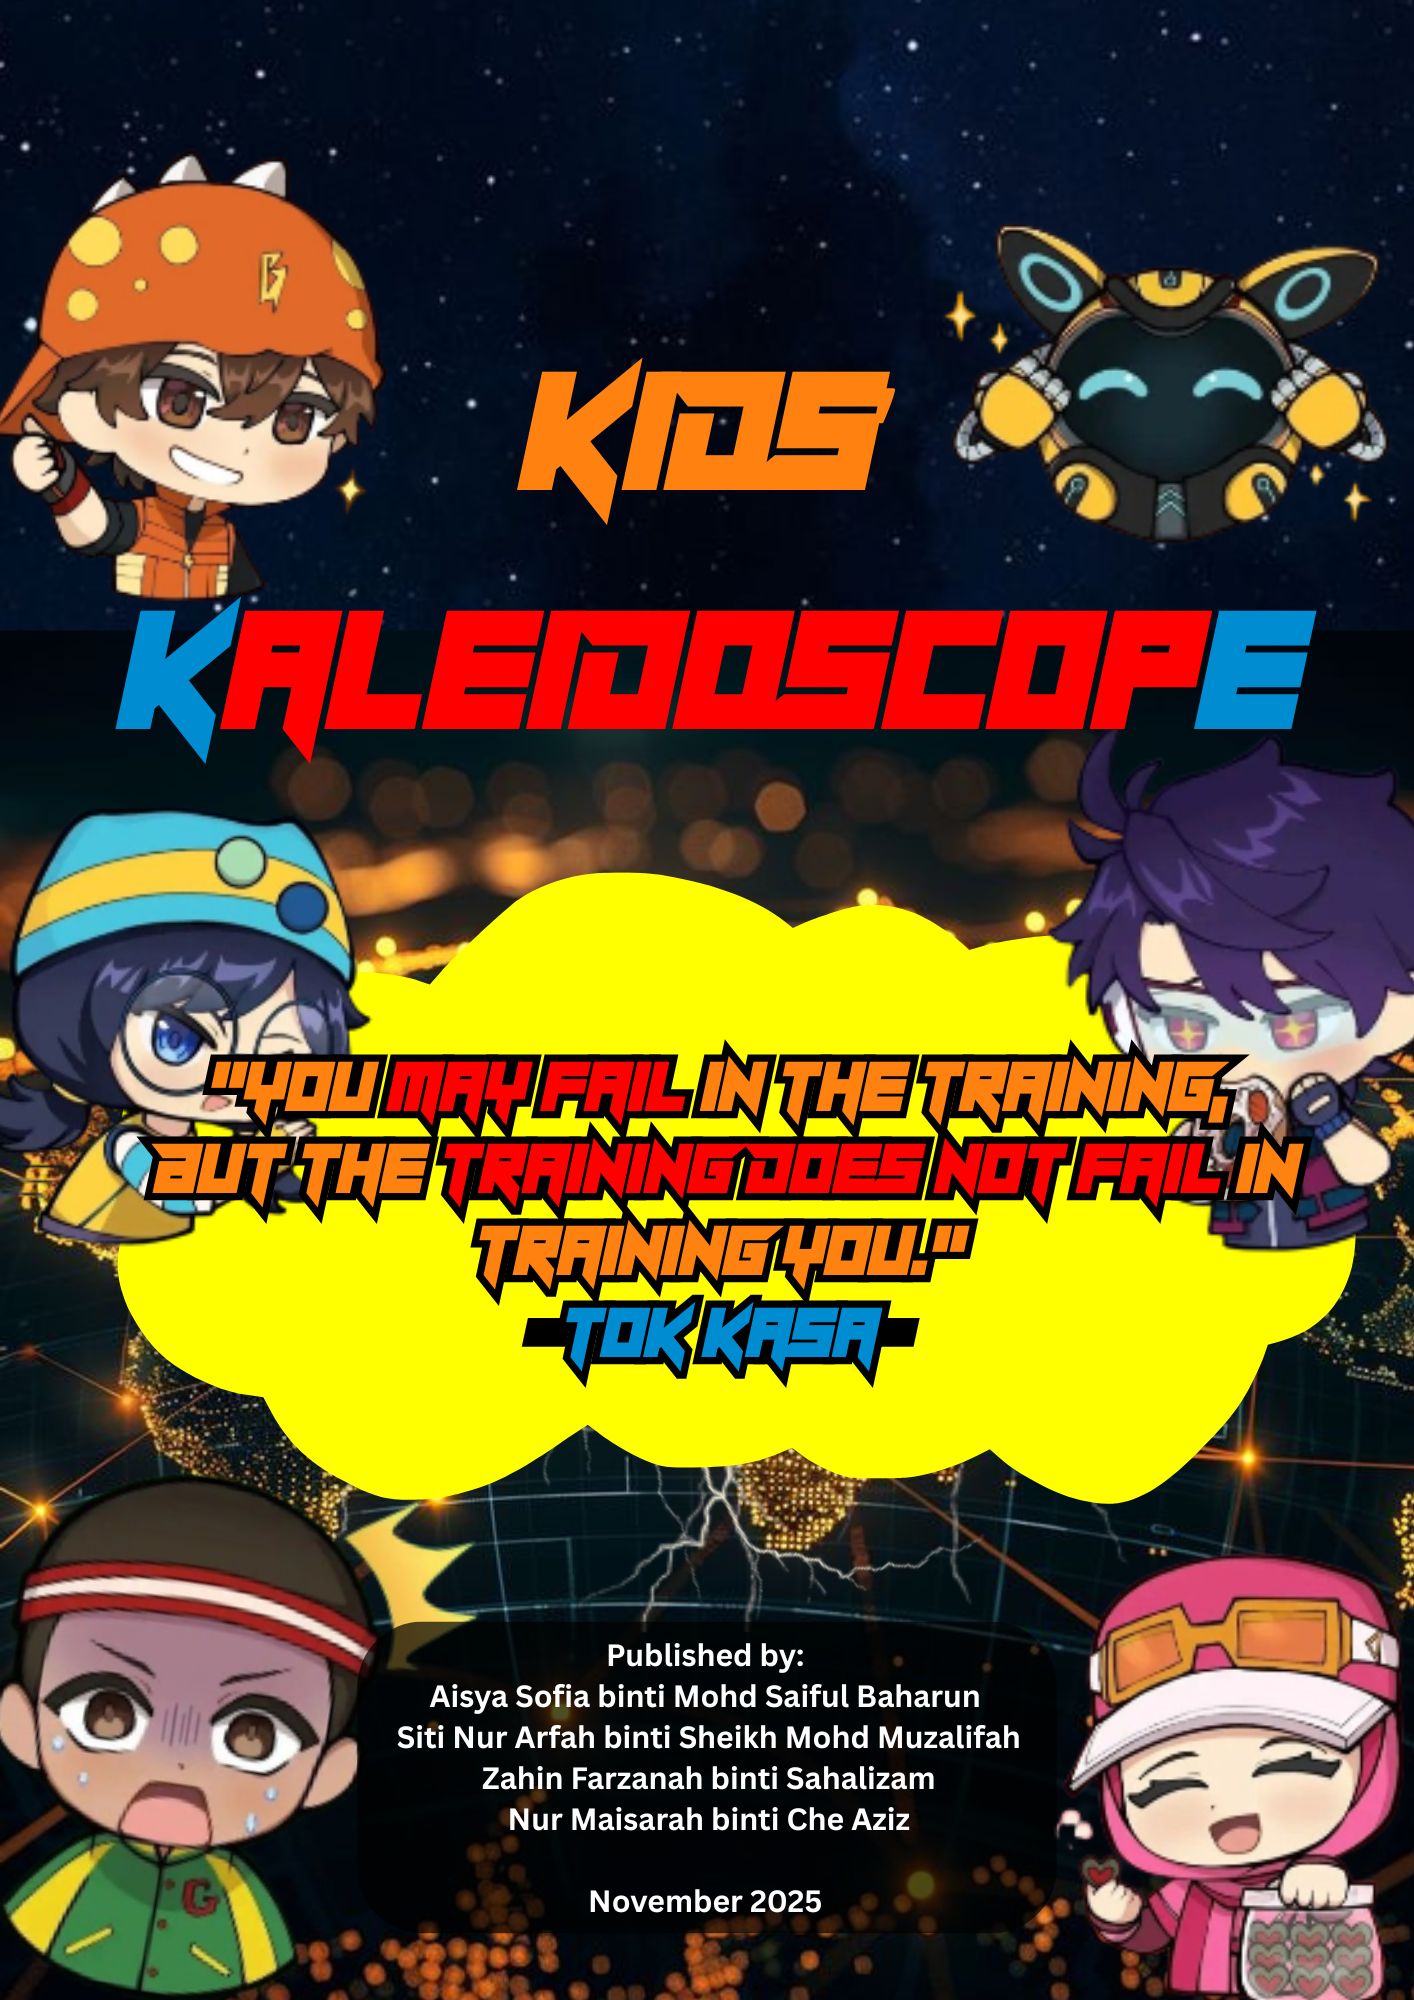 KIDS
KALEIDOSCOPE
"YOU MAY FAIL IN THE TRAINING,
BUT THE TRAINING DOES NOT FAIL IN
TRAINING YOU."
-TOK KASA-
Published by:
Aisya Sofia binti Mohd Saiful Baharun
Siti Nur Arfah binti Sheikh Mohd Muzalifah
Zahin Farzanah binti Sahalizam
Nur Maisarah binti Che Aziz
November 2025
G